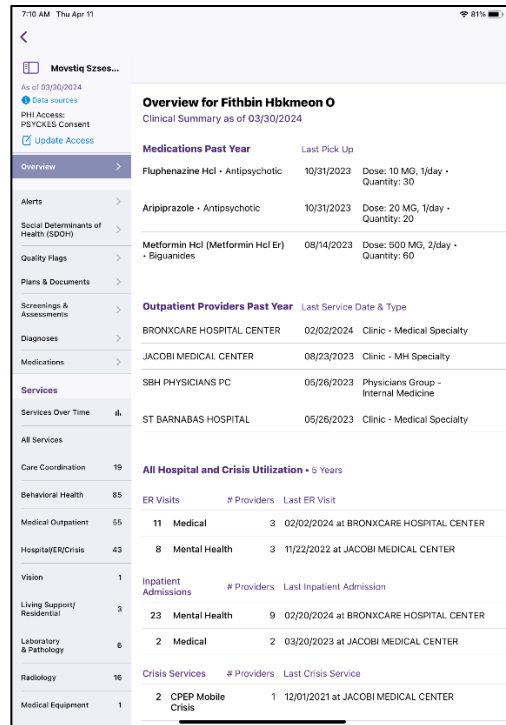 7:10 AM Thu Apr 11
81%
Movstiq Szses...
As of 03/30/2024
Data sources
PHI Access:
PSYCKES Consent
Update Access
Overview
Alerts
Social Determinants of
Health (SDOH)
Quality Flags
Plans & Documents
Screenings &
Assessments
Diagnoses
Medications
Services
Services Over Time
All Services
Care Coordination 19
Behavioral Health 85
Medical Outpatient 55
Hospital/ER/Crisis 43
Vision 1
Living Support/
Residential 3
Laboratory
& Pathology 6
Radiology 16
Medical Equipment 1
Overview for Fithbin Hbkmeon O
Clinical Summary as of 03/30/2024
Medications Past Year Last Pick Up
Fluphenazine Hcl • Antipsychotic 10/31/2023 Dose: 10 MG, 1/day •
Quantity: 30
Aripiprazole • Antipsychotic 10/31/2023 Dose: 20 MG, 1/day •
Quantity: 20
Metformin Hcl (Metformin Hcl Er) 08/14/2023 Dose: 500 MG, 2/day •
• Biguanides Quantity: 60
Outpatient Providers Past Year Last Service Date & Type
BRONXCARE HOSPITAL CENTER 02/02/2024 Clinic - Medical Specialty
JACOBI MEDICAL CENTER 08/23/2023 Clinic - MH Specialty
SBH PHYSICIANS PC 05/26/2023 Physicians Group -
Internal Medicine
ST BARNABAS HOSPITAL 05/26/2023 Clinic - Medical Specialty
All Hospital and Crisis Utilization • 5 Years
ER Visits # Providers Last ER Visit
11 Medical 3 02/02/2024 at BRONXCARE HOSPITAL CENTER
8 Mental Health 3 11/22/2022 at JACOBI MEDICAL CENTER
Inpatient
Admissions # Providers Last Inpatient Admission
23 Mental Health 9 02/20/2024 at BRONXCARE HOSPITAL CENTER
2 Medical 2 03/20/2023 at JACOBI MEDICAL CENTER
Crisis Services # Providers Last Crisis Service
2 CPEP Mobile 1 12/01/2021 at JACOBI MEDICAL CENTER
Crisis